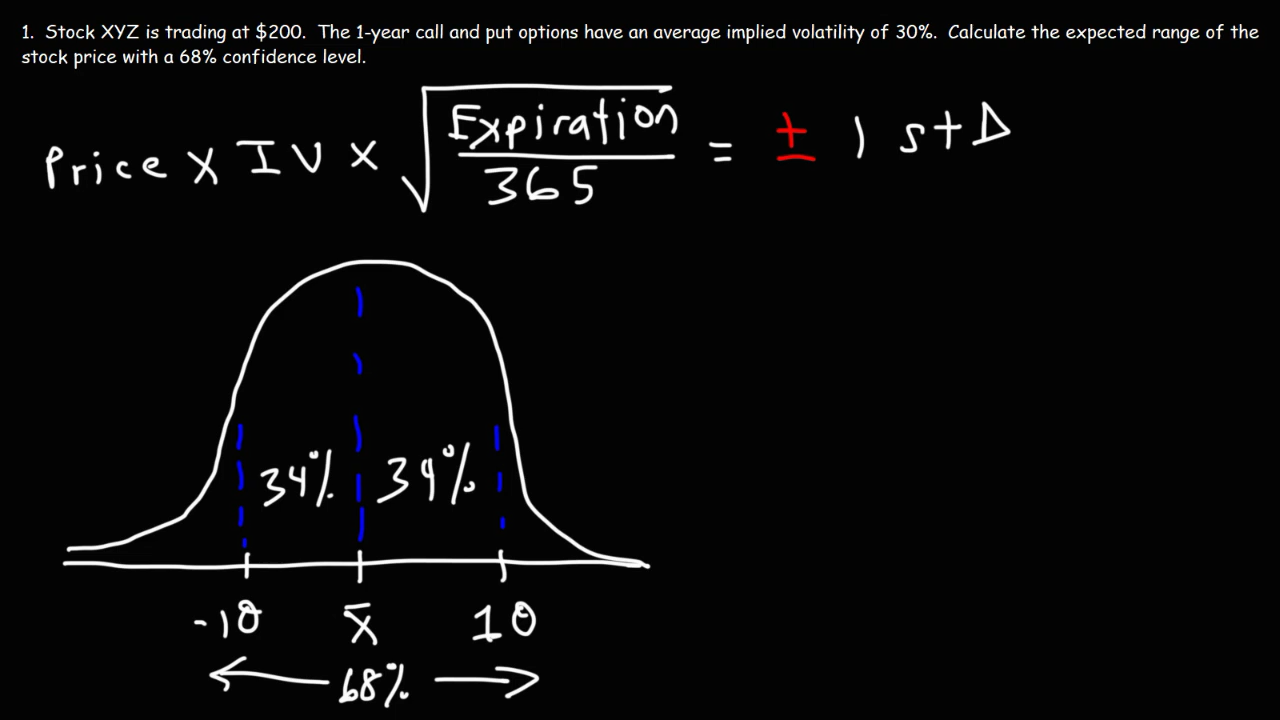 1. Stock XYZ is trading at $200. The 1-year call and put options have an average implied volatility of 30%. Calculate the expected range of the
stock price with a 68% confidence level.
Price X IV X √ Expiration / 365 = ± 1 st Δ
34% 34%
-1σ x̄ 1σ
68%